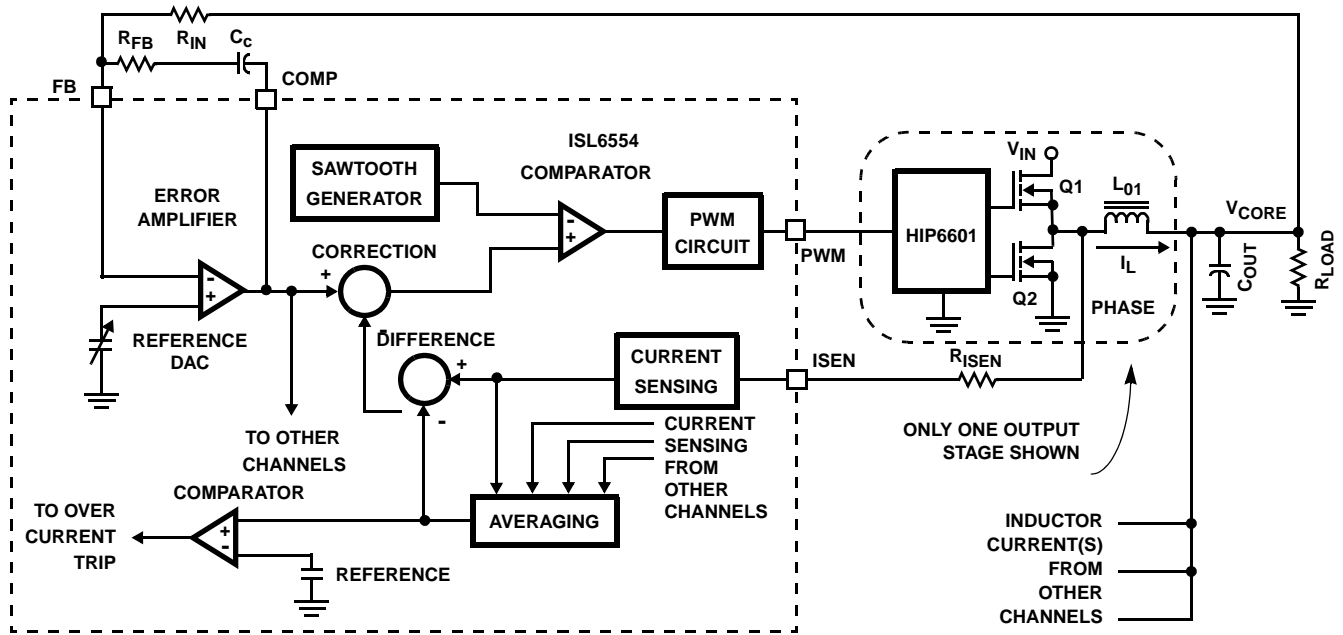 R_FB
R_IN
C_c
FB
COMP
ISL6554
COMPARATOR
SAWTOOTH
GENERATOR
ERROR
AMPLIFIER
CORRECTION
PWM
CIRCUIT
PWM
V_IN
Q1
HIP6601
Q2
L_01
I_L
PHASE
V_CORE
C_OUT
R_LOAD
-
+
+
-
-
+
REFERENCE
DAC
DIFFERENCE
+
-
CURRENT
SENSING
ISEN
R_ISEN
ONLY ONE OUTPUT
STAGE SHOWN
TO OTHER
CHANNELS
CURRENT
SENSING
FROM
OTHER
CHANNELS
COMPARATOR
AVERAGING
TO OVER
CURRENT
TRIP
+
-
REFERENCE
INDUCTOR
CURRENT(S)
FROM
OTHER
CHANNELS